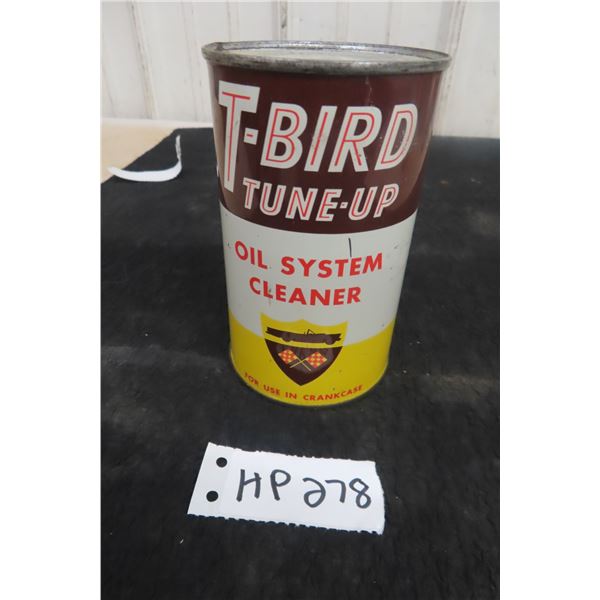 T-BIRD
TUNE-UP
OIL SYSTEM
CLEANER
FOR USE IN CRANKCASE
HP 278